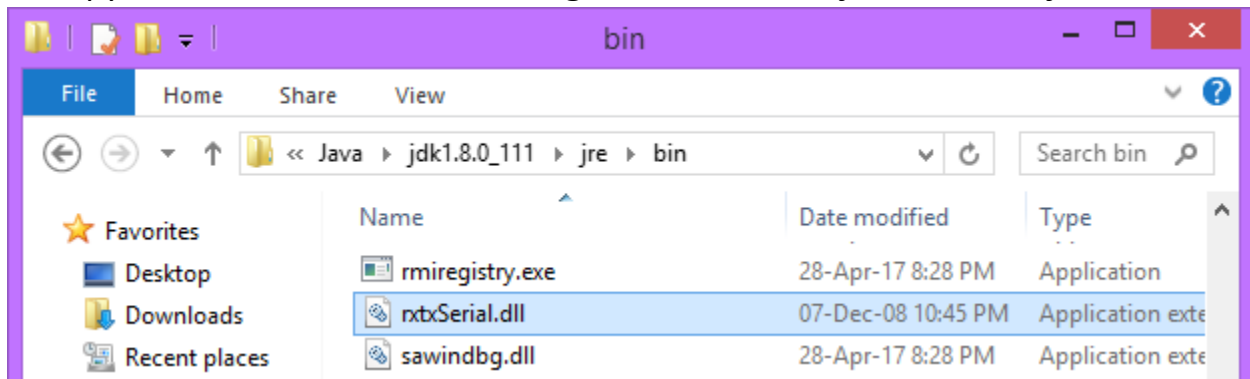 bin
File Home Share View
« Java jdk1.8.0_111 jre bin Search bin
Name Date modified Type
Favorites
Desktop rmiregistry.exe 28-Apr-17 8:28 PM Application
Downloads rxtxSerial.dll 07-Dec-08 10:45 PM Application exte
Recent places sawindbg.dll 28-Apr-17 8:28 PM Application exte